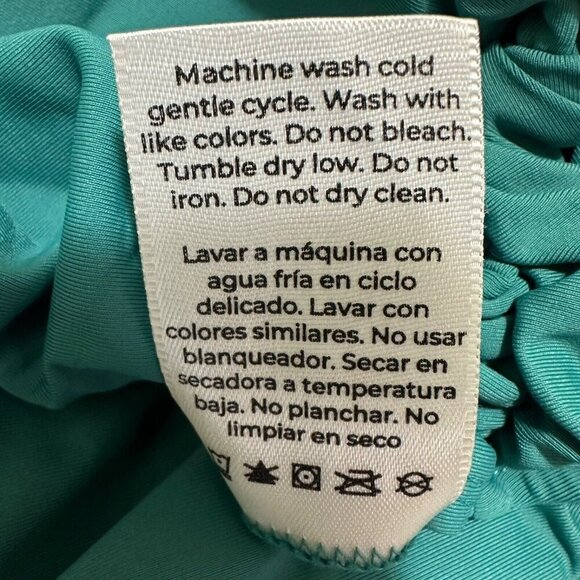 Machine wash cold
gentle cycle. Wash with
like colors. Do not bleach.
Tumble dry low. Do not
iron. Do not dry clean.
Lavar a máquina con
agua fría en ciclo
delicado. Lavar con
colores similares. No usar
blanqueador. Secar en
secadora a temperatura
baja. No planchar. No
limpiar en seco